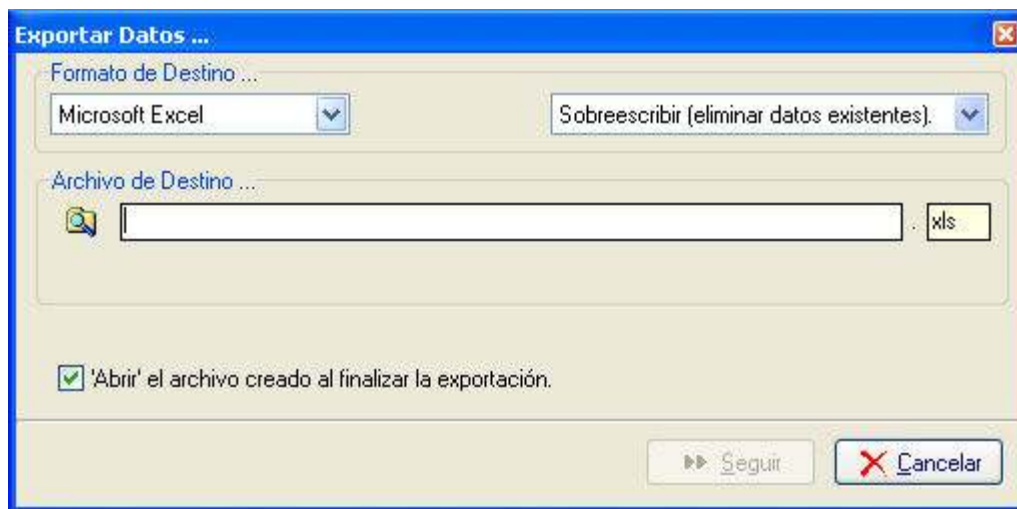 Exportar Datos ...
Formato de Destino ...
Microsoft Excel
Sobreescribir (eliminar datos existentes).
Archivo de Destino ...
. xls
'Abrir' el archivo creado al finalizar la exportación.
Seguir
Cancelar